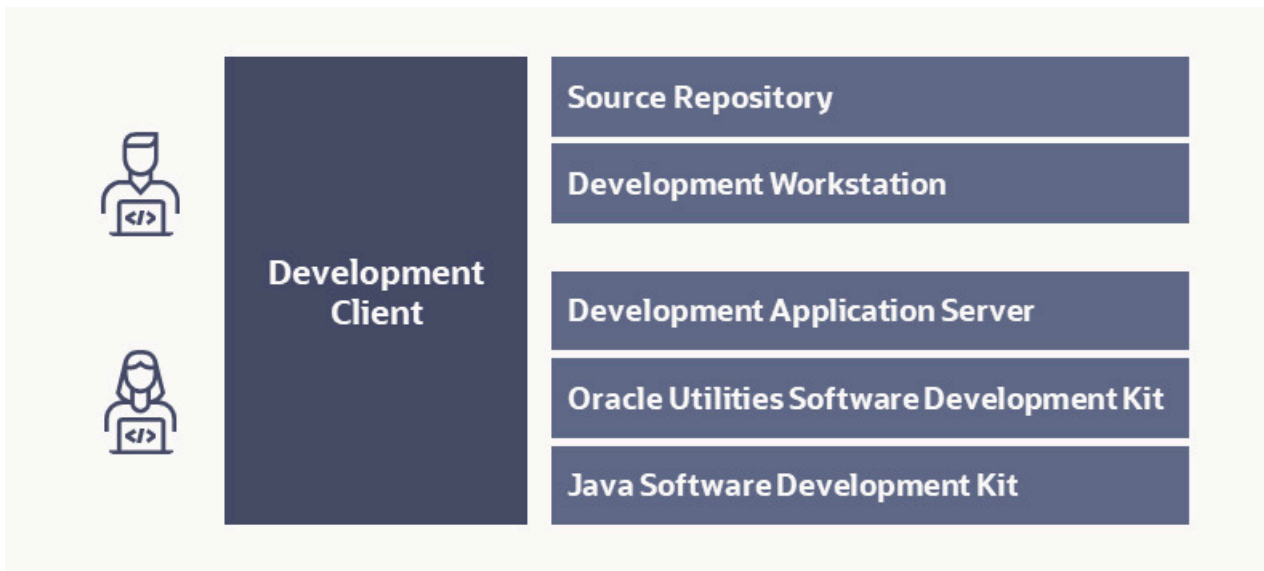 Source Repository
Development Workstation
Development
Client
Development Application Server
Oracle Utilities Software Development Kit
Java Software Development Kit
</>
</>